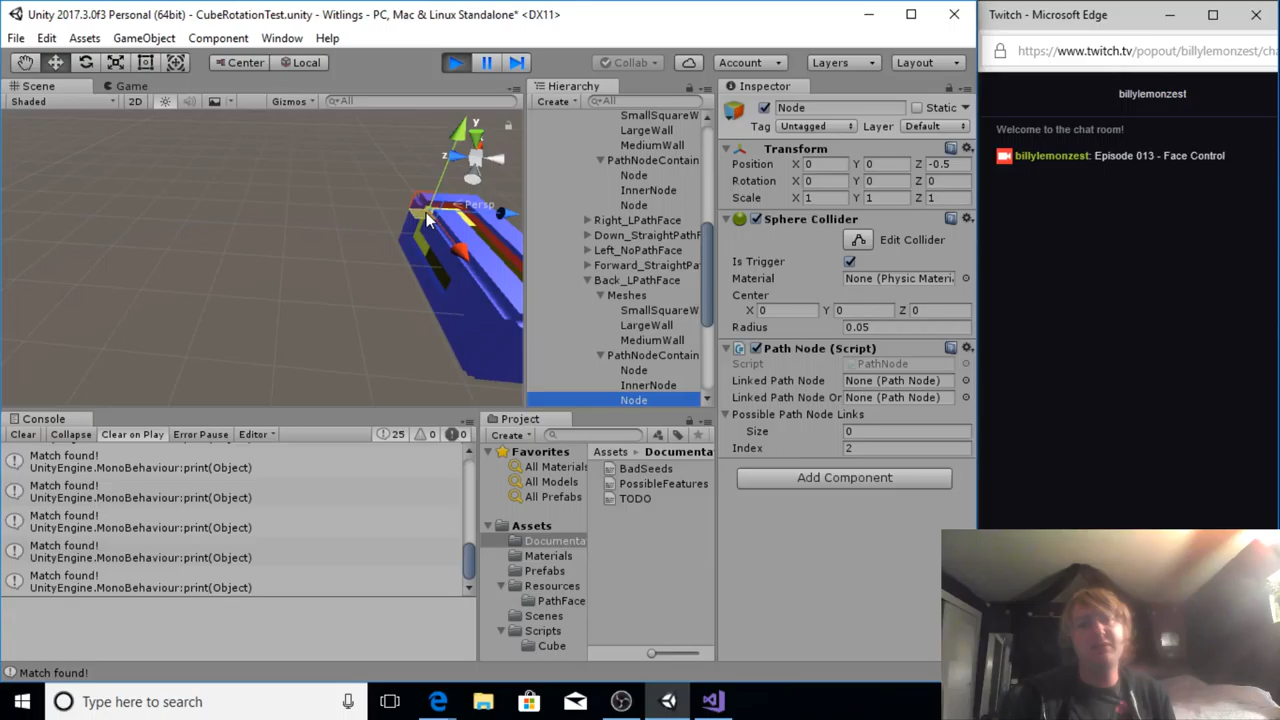 Unity 2017.3.0f3 Personal (64bit) - CubeRotationTest.unity - Witlings - PC, Mac & Linux Standalone* <DX11>
File Edit Assets GameObject Component Window Help
Center Local Collab Account Layers Layout
Scene Game
Shaded 2D Gizmos All
y
z
Persp
Hierarchy
Create All
SmallSquareW
LargeWall
MediumWall
PathNodeContain
Node
InnerNode
Node
Right_LPathFace
Down_StraightPathF
Left_NoPathFace
Forward_StraightPa
Back_LPathFace
Meshes
SmallSquareW
LargeWall
MediumWall
PathNodeContain
Node
InnerNode
Node
Inspector
Node Static
Tag Untagged Layer Default
Transform
Position X 0 Y 0 Z -0.5
Rotation X 0 Y 0 Z 0
Scale X 1 Y 1 Z 1
Sphere Collider
Edit Collider
Is Trigger
Material None (Physic Materi
Center
X 0 Y 0 Z 0
Radius 0.05
Path Node (Script)
Script PathNode
Linked Path Node None (Path Node)
Linked Path Node Or None (Path Node)
Possible Path Node Links
Size 0
Index 2
Add Component
Console
Clear Collapse Clear on Play Error Pause Editor 25 0 0
Match found!
UnityEngine.MonoBehaviour:print(Object)
Match found!
UnityEngine.MonoBehaviour:print(Object)
Match found!
UnityEngine.MonoBehaviour:print(Object)
Match found!
UnityEngine.MonoBehaviour:print(Object)
Match found!
UnityEngine.MonoBehaviour:print(Object)
Match found!
Project
Create
Favorites
All Materials
All Models
All Prefabs
Assets
Documenta
Materials
Prefabs
Resources
PathFace
Scenes
Scripts
Cube
Assets Documenta
BadSeeds
PossibleFeatures
TODO
Twitch - Microsoft Edge
https://www.twitch.tv/popout/billylemonzest/cha
billylemonzest
Welcome to the chat room!
billylemonzest: Episode 013 - Face Control
Type here to search